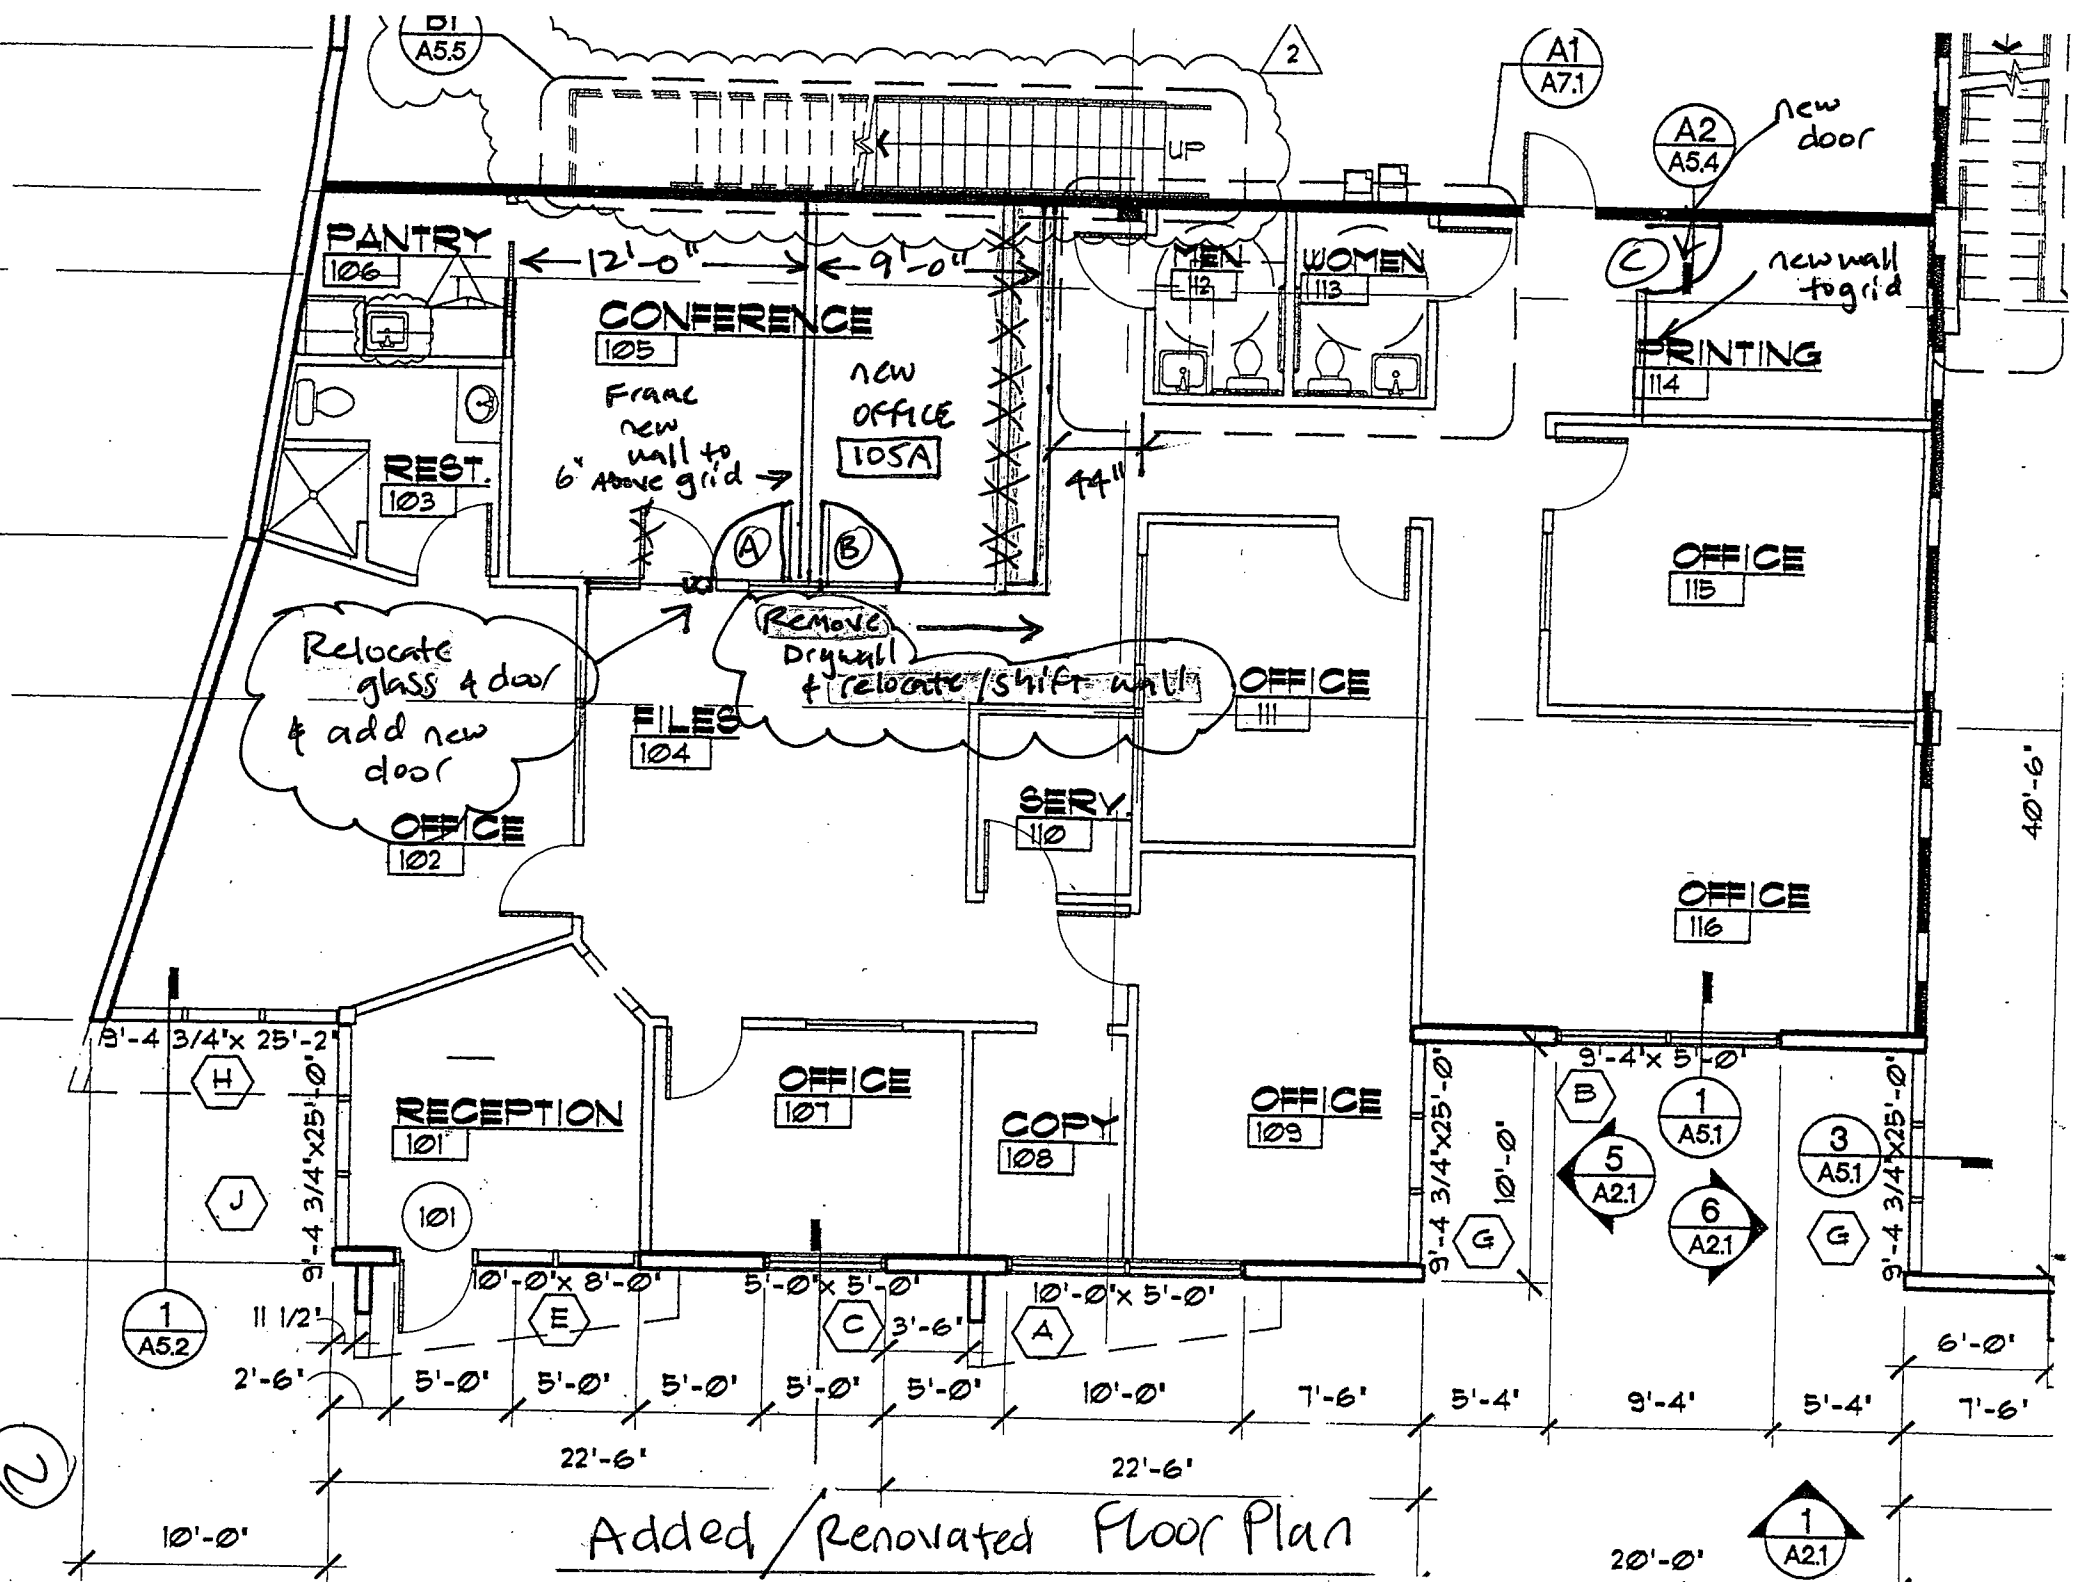 B1
A5.5
2
A1
A7.1
A2
A5.4
new
door
UP
PANTRY
106
12'-0"
9'-0"
MEN
112
WOMEN
113
C
new wall
to grid
CONFERENCE
105
PRINTING
114
Frame
new
wall to
6" Above grid
new
OFFICE
105A
44"
REST.
103
A
B
OFFICE
115
Relocate
glass & door
& add new
door
Remove
Drywall
& relocate/shift wall
FILES
104
OFFICE
111
SERV.
110
OFFICE
102
OFFICE
116
40'-6"
9'-4 3/4"x 25'-2"
H
J
9'-4 3/4"x25'-0"
RECEPTION
101
101
OFFICE
107
COPY
108
OFFICE
109
9'-4 3/4"x25'-0"
10'-0"
G
9'-4"x 5'-0"
B
1
A5.1
5
A2.1
6
A2.1
3
A5.1
G
9'-4 3/4"x25'-0"
10'-0"x 8'-0"
E
5'-0"x 5'-0"
C
3'-6"
10'-0"x 5'-0"
A
1
A5.2
11 1/2"
2'-6"
5'-0"
5'-0"
5'-0"
5'-0"
5'-0"
10'-0"
7'-6"
5'-4"
9'-4"
5'-4"
6'-0"
7'-6"
22'-6"
22'-6"
2
10'-0"
Added / Renovated Floor Plan
20'-0"
1
A2.1